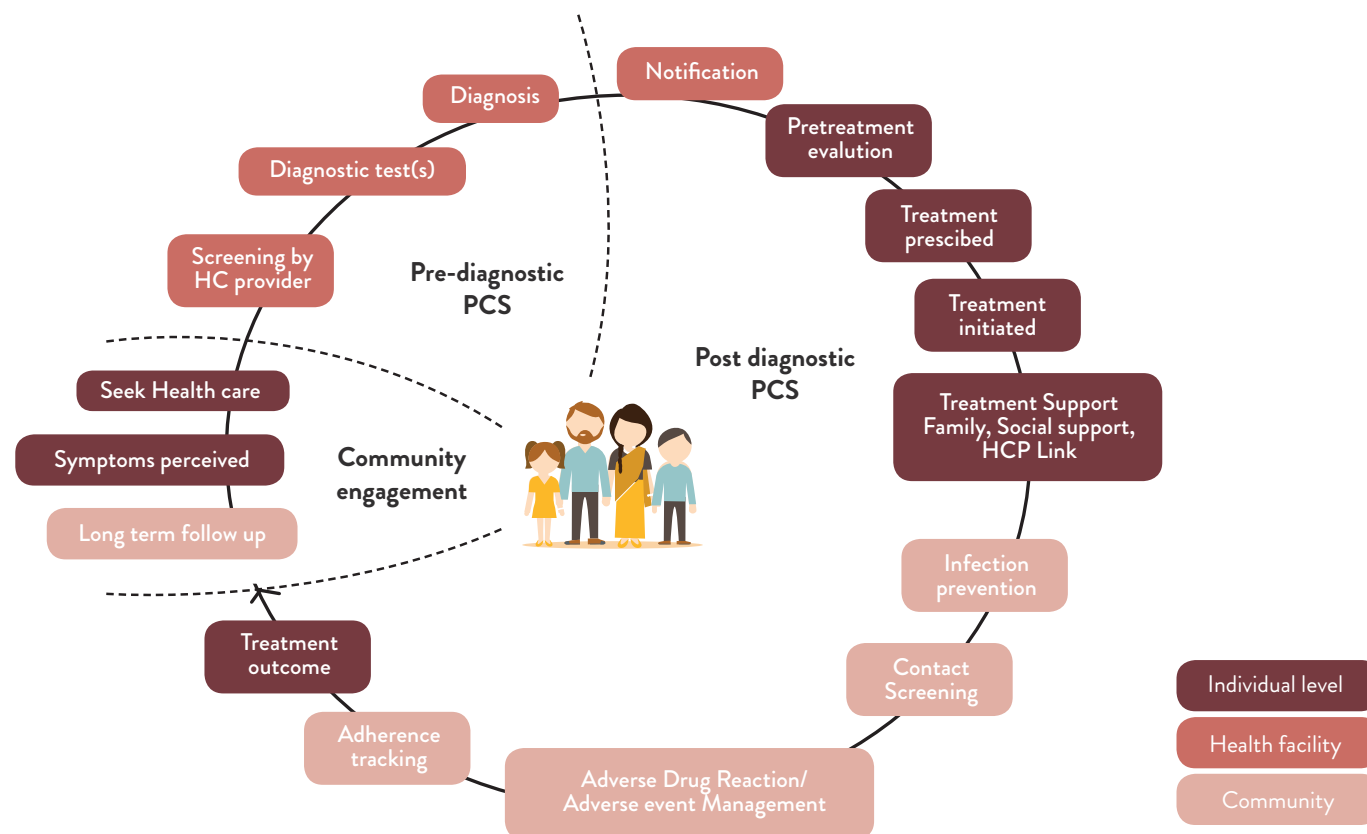 Notification
Diagnosis
Pretreatment
evalution
Diagnostic test(s)
Treatment
prescibed
Screening by
HC provider
Pre-diagnostic
PCS
Treatment
initiated
Post diagnostic
PCS
Seek Health care
Treatment Support
Family, Social support,
HCP Link
Symptoms perceived
Community
engagement
Long term follow up
Infection
prevention
Treatment
outcome
Contact
Screening
Individual level
Adherence
tracking
Health facility
Adverse Drug Reaction/
Adverse event Management
Community